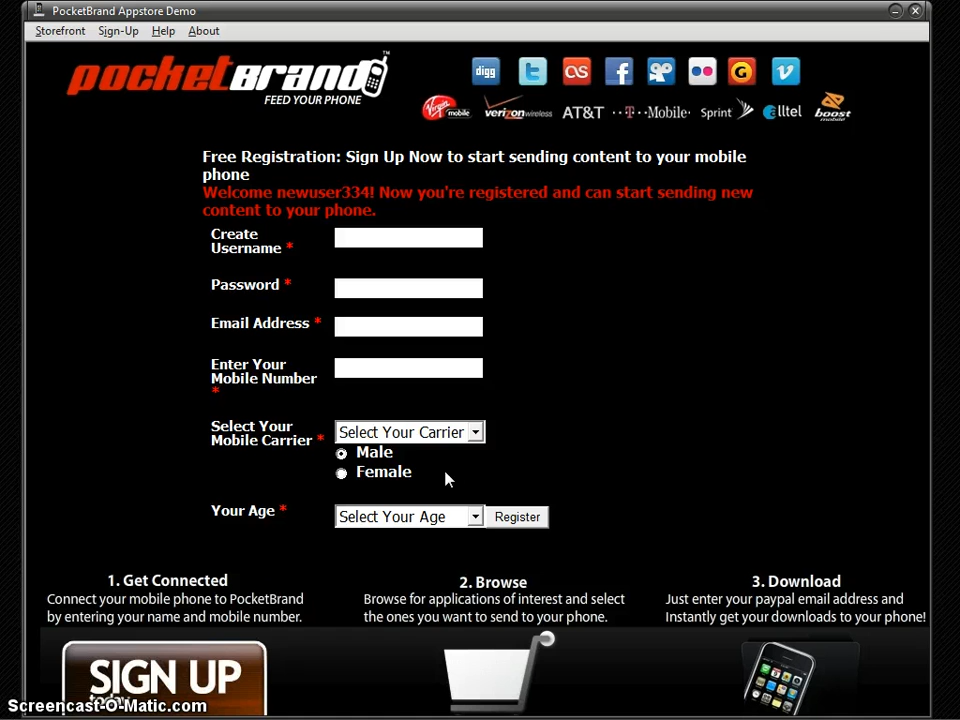 PocketBrand Appstore Demo
Storefront Sign-Up Help About
pocketBrand™
FEED YOUR PHONE
digg
Virgin mobile verizon wireless AT&T T-Mobile Sprint alltel boost mobile
Free Registration: Sign Up Now to start sending content to your mobile
phone
Welcome newuser334! Now you're registered and can start sending new
content to your phone.
Create
Username *
Password *
Email Address *
Enter Your
Mobile Number
*
Select Your
Mobile Carrier *
Select Your Carrier
Male
Female
Your Age *
Select Your Age
Register
1. Get Connected
Connect your mobile phone to PocketBrand
by entering your name and mobile number.
2. Browse
Browse for applications of interest and select
the ones you want to send to your phone.
3. Download
Just enter your paypal email address and
Instantly get your downloads to your phone!
SIGN UP
Screencast-O-Matic.com